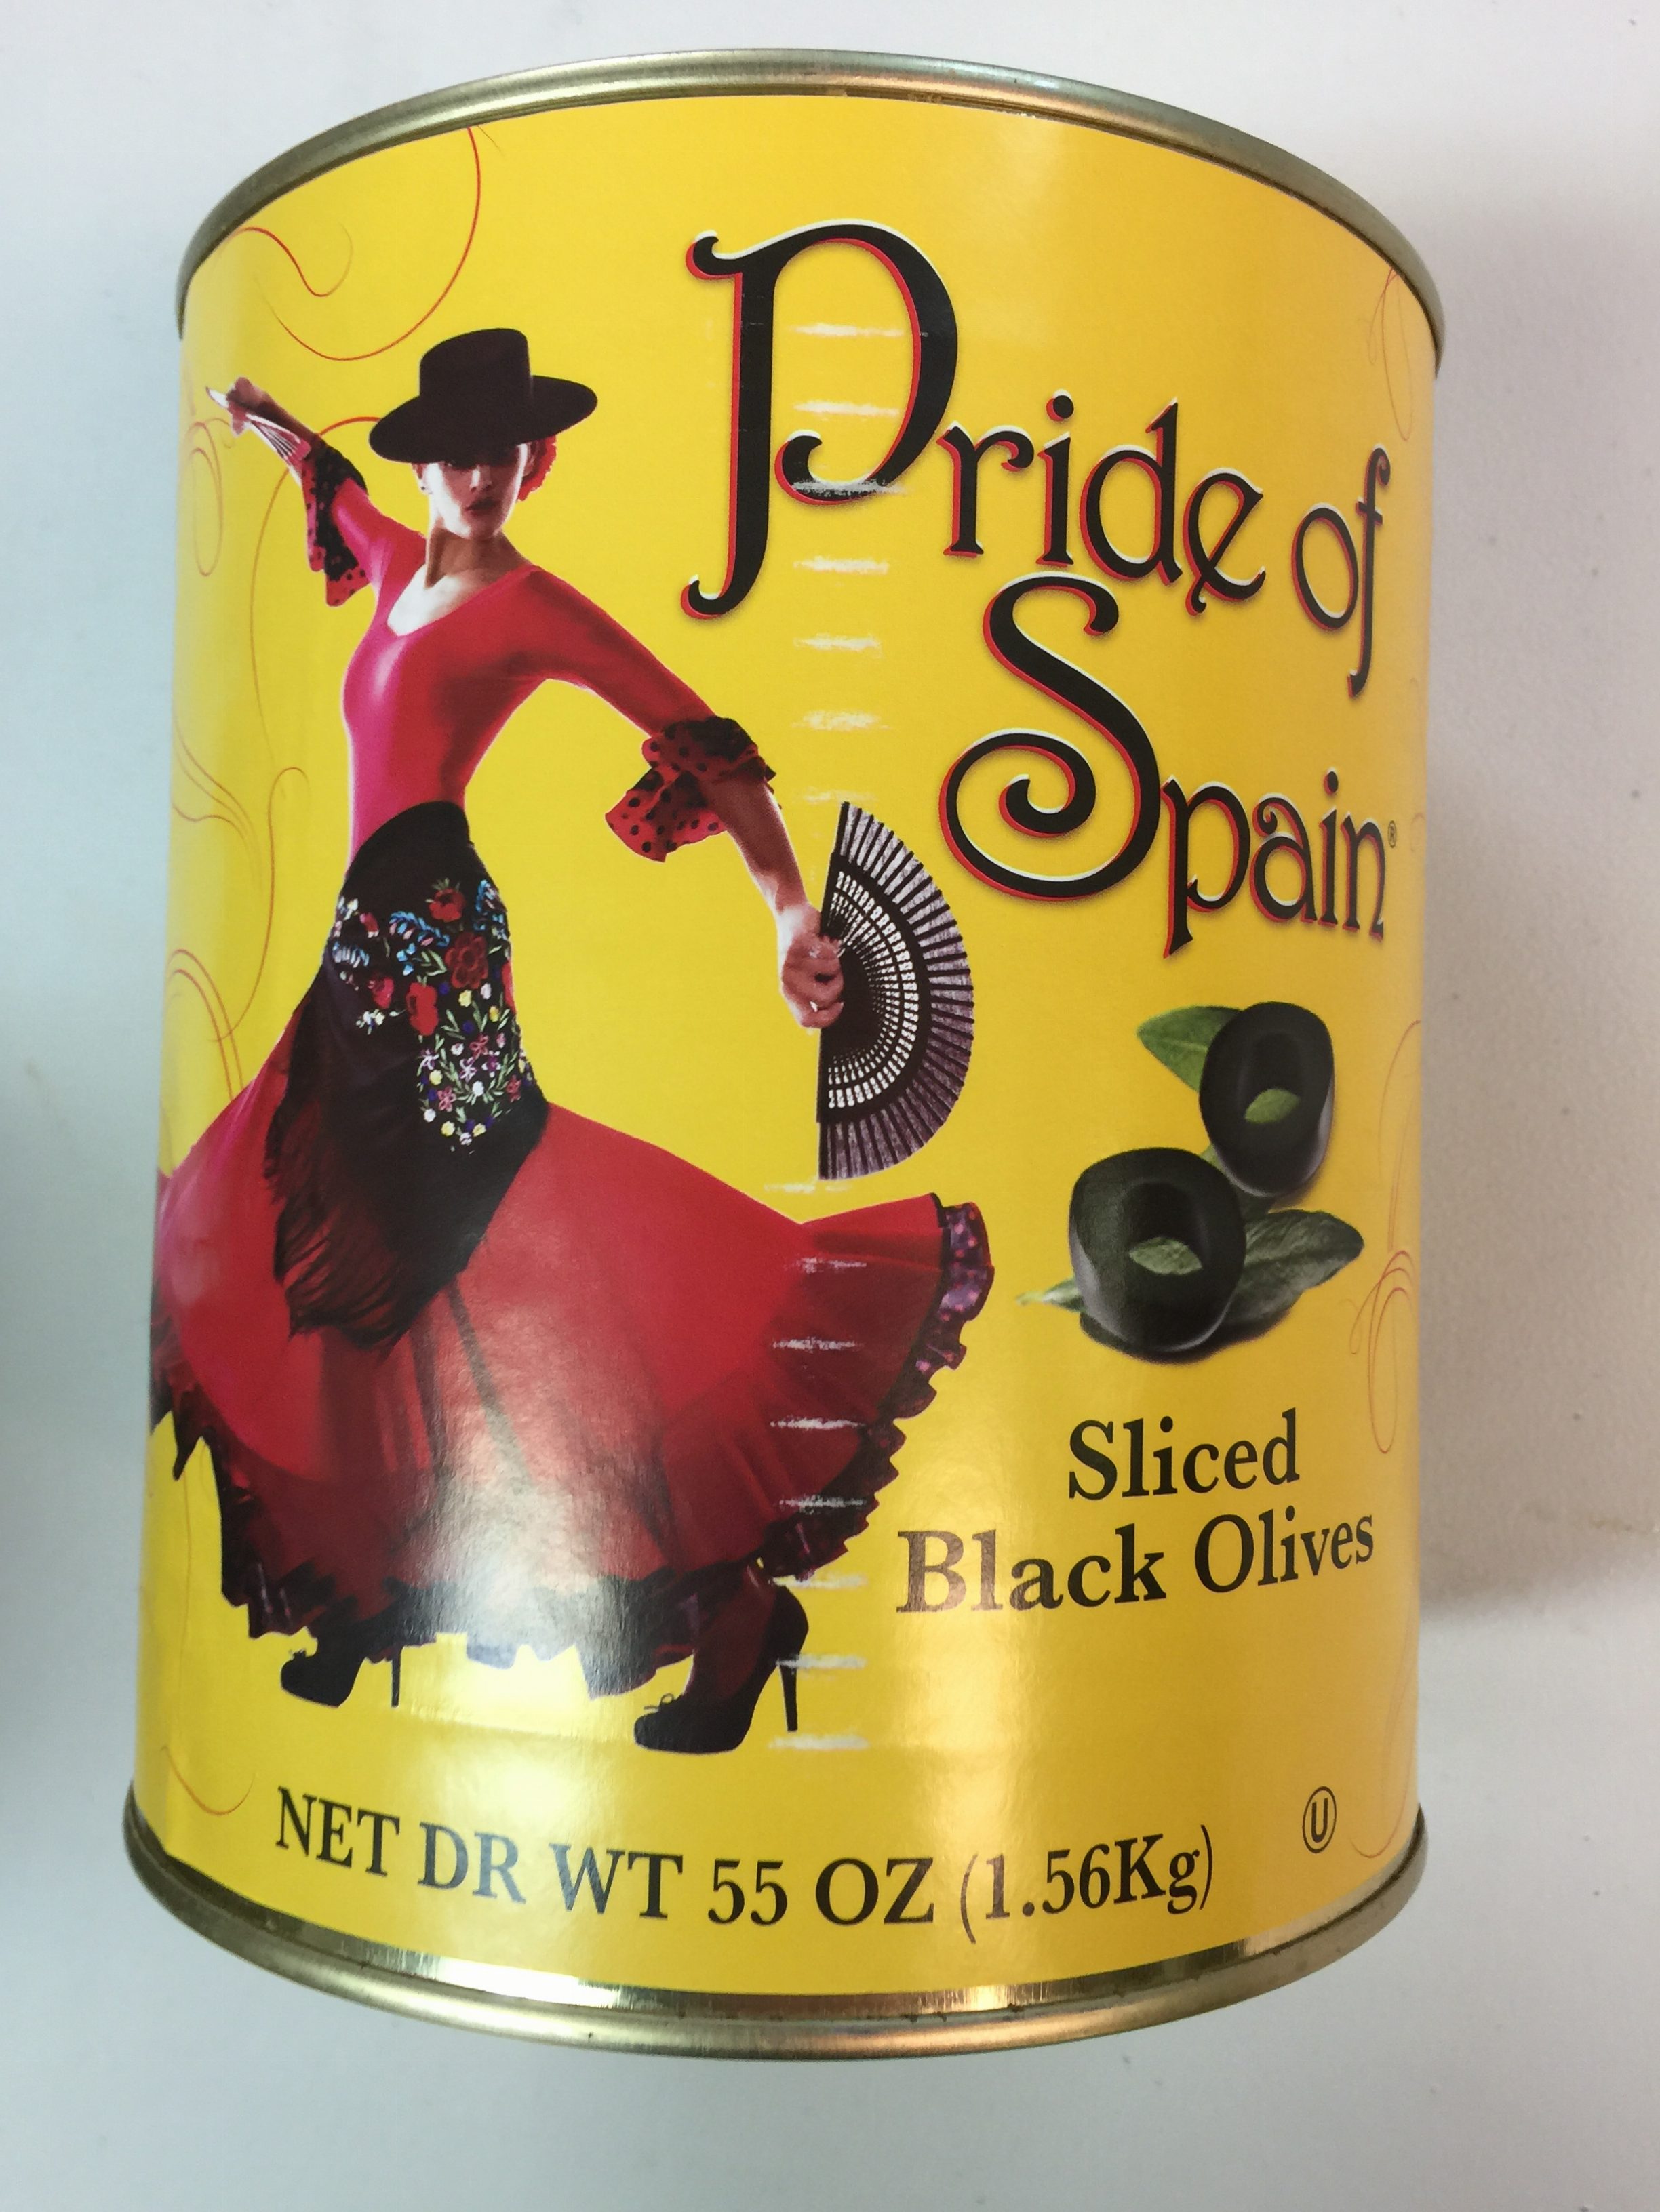 Pride of
Spain®
Sliced
Black Olives
NET DR WT 55 OZ (1.56Kg)
U